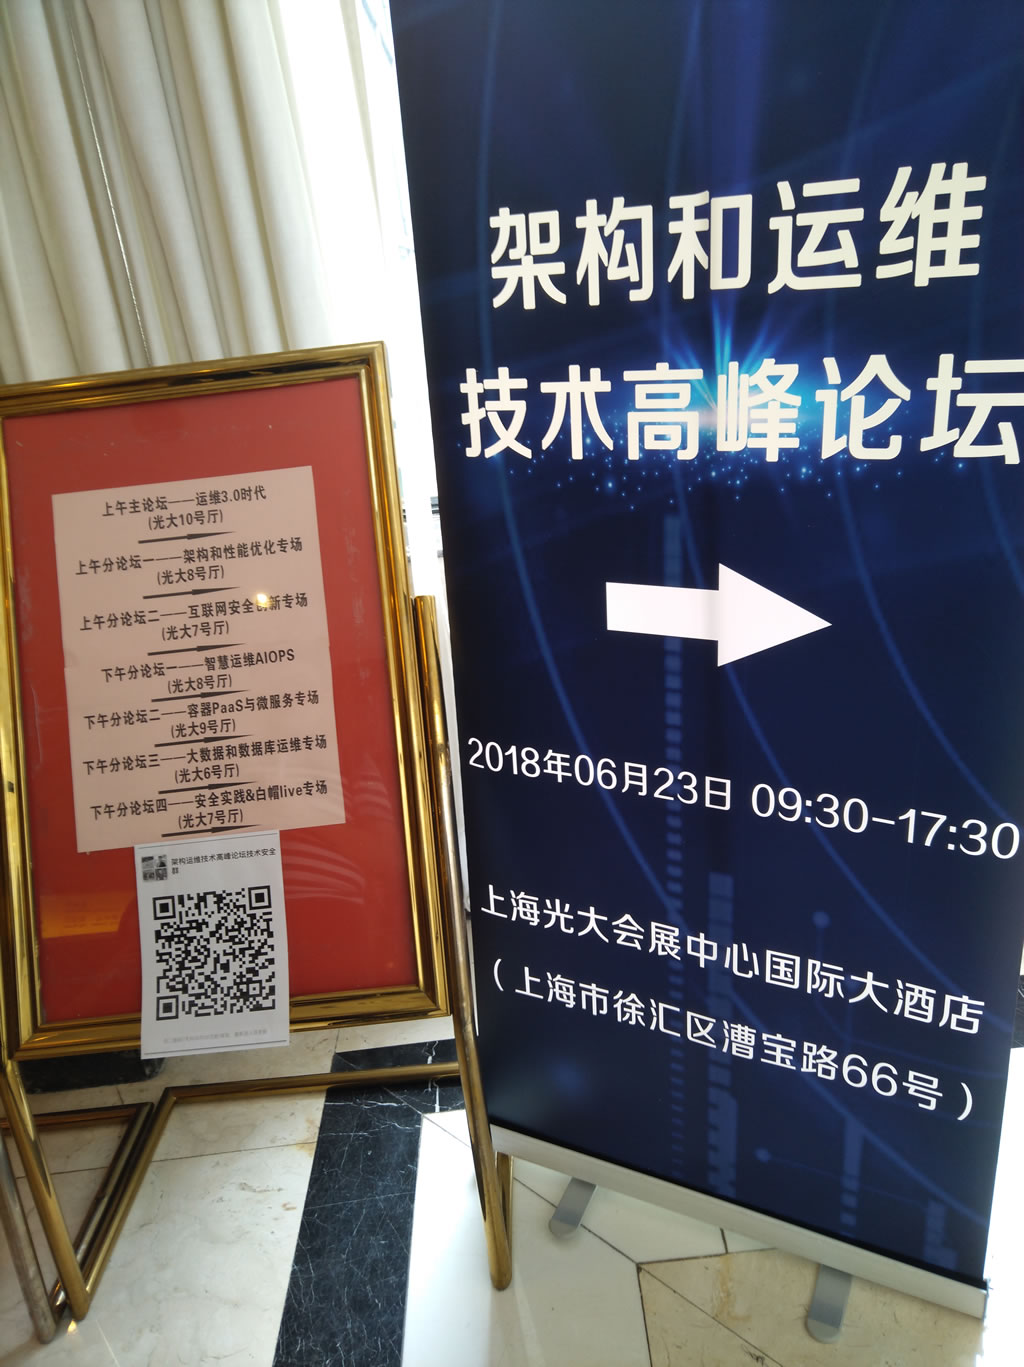 架构和运维
技术高峰论坛
2018年06月23日 09:30-17:30
上海光大会展中心国际大酒店
(上海市徐汇区漕宝路66号)
上午主论坛——运维3.0时代
(光大10号厅)
上午分论坛一——架构和性能优化专场
(光大8号厅)
上午分论坛二——互联网安全创新专场
(光大7号厅)
下午分论坛一——智慧运维AIOPS
(光大8号厅)
下午分论坛二——容器PaaS与微服务专场
(光大9号厅)
下午分论坛三——大数据和数据库运维专场
(光大6号厅)
下午分论坛四——安全实践&白帽live专场
(光大7号厅)
架构运维技术高峰论坛技术安全
群